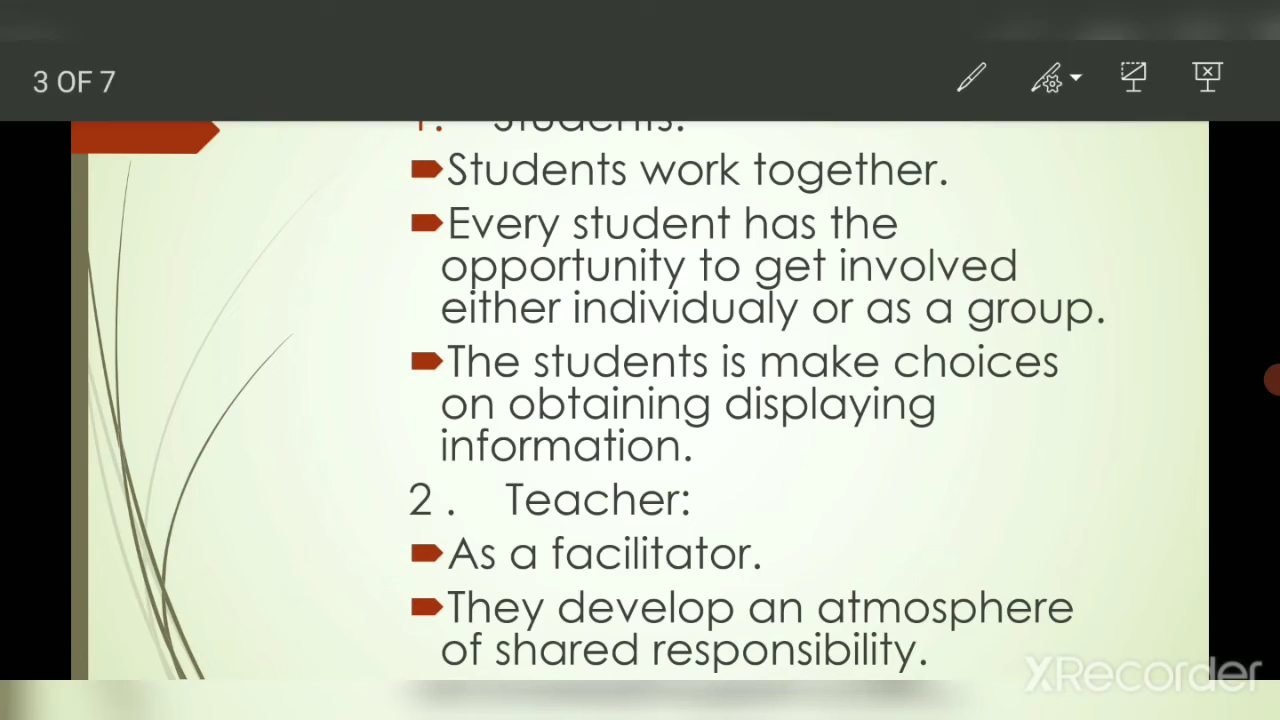 3 OF 7
1. Students:
Students work together.
Every student has the
opportunity to get involved
either individualy or as a group.
The students is make choices
on obtaining displaying
information.
2 . Teacher:
As a facilitator.
They develop an atmosphere
of shared responsibility.
XRecorder